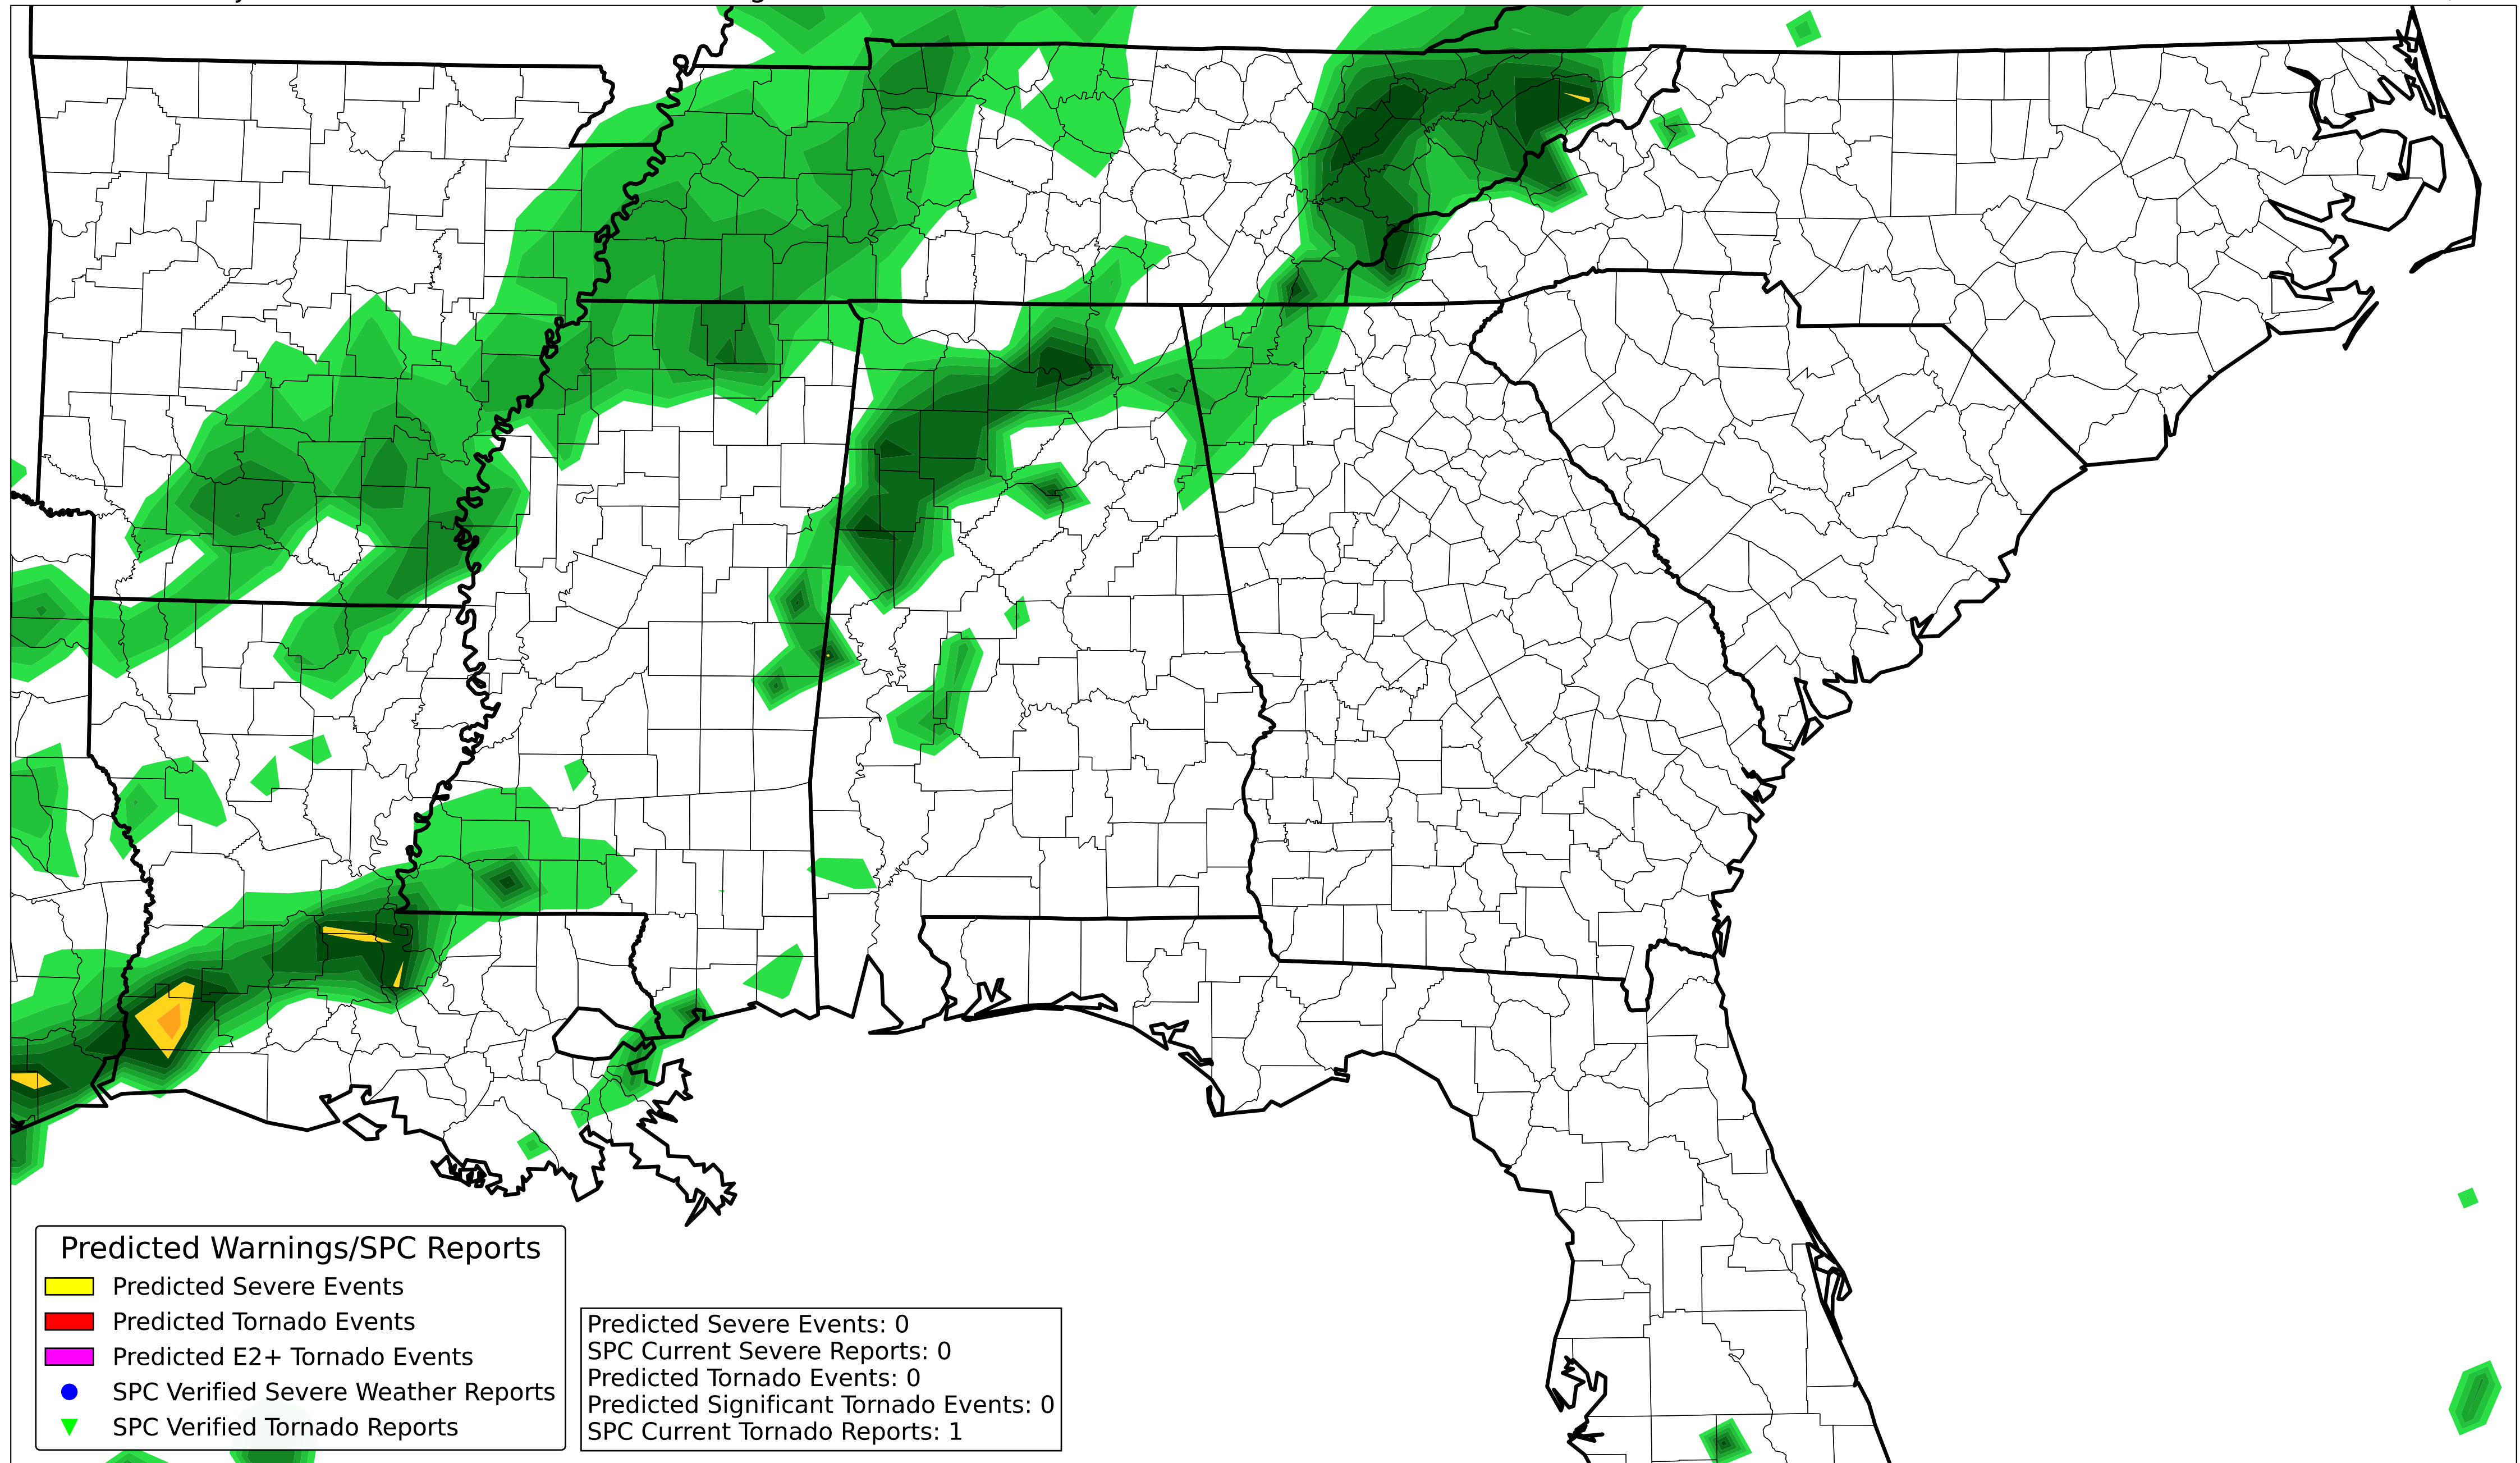 Predicted Warnings/SPC Reports
Predicted Severe Events
Predicted Tornado Events
Predicted E2+ Tornado Events
SPC Verified Severe Weather Reports
SPC Verified Tornado Reports
Predicted Severe Events: 0
SPC Current Severe Reports: 0
Predicted Tornado Events: 0
Predicted Significant Tornado Events: 0
SPC Current Tornado Reports: 1